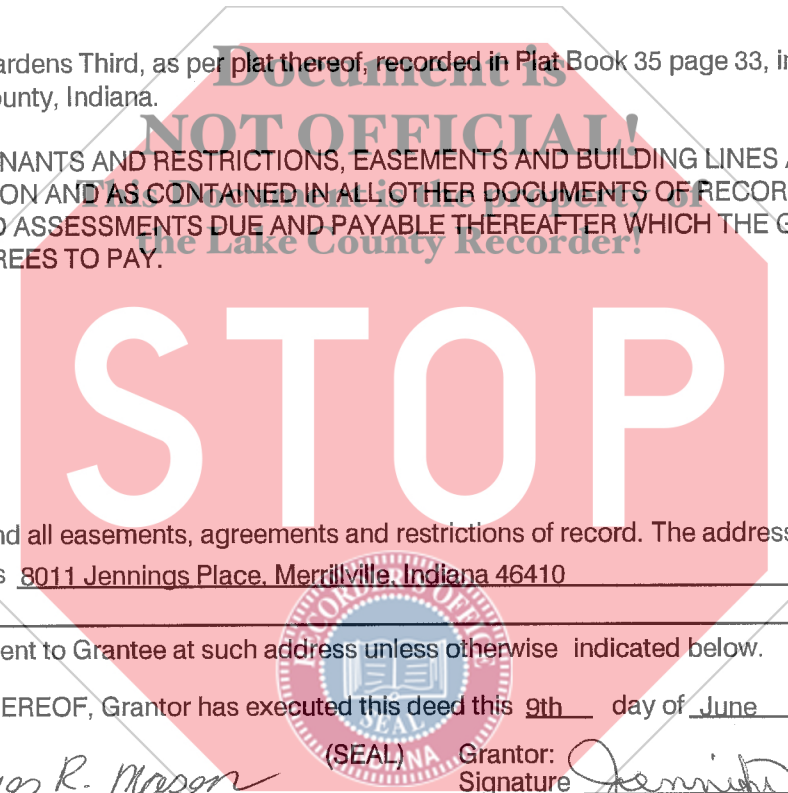 Document is
ardens Third, as per plat thereof, recorded in Plat Book 35 page 33, in
ounty, Indiana.
NOT OFFICIAL!
NANTS AND RESTRICTIONS, EASEMENTS AND BUILDING LINES
ON AND AS CONTAINED IN ALL OTHER DOCUMENTS OF RECOR
This Document is the property of
ASSESSMENTS DUE AND PAYABLE THEREAFTER WHICH THE G
the Lake County Recorder!
REES TO PAY.
STOP
nd all easements, agreements and restrictions of record. The address
s 8011 Jennings Place, Merrillville, Indiana 46410
RECORDER'S OFFICE
ent to Grantee at such address unless otherwise indicated below.
EREOF, Grantor has executed this deed this 9th day of June
SEAL
INDIANA
(SEAL) Grantor:
R. Mason
Signature